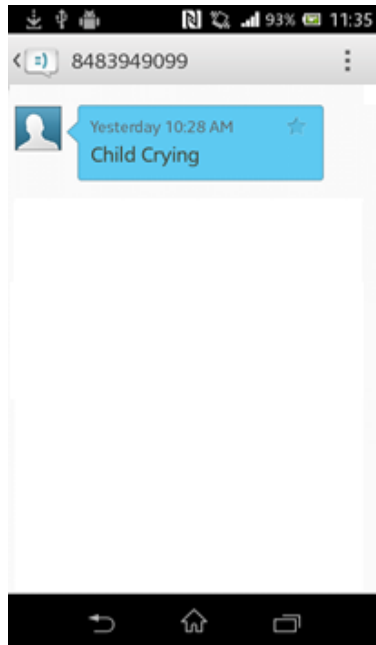 93% 11:35
=) 8483949099
Yesterday 10:28 AM
Child Crying